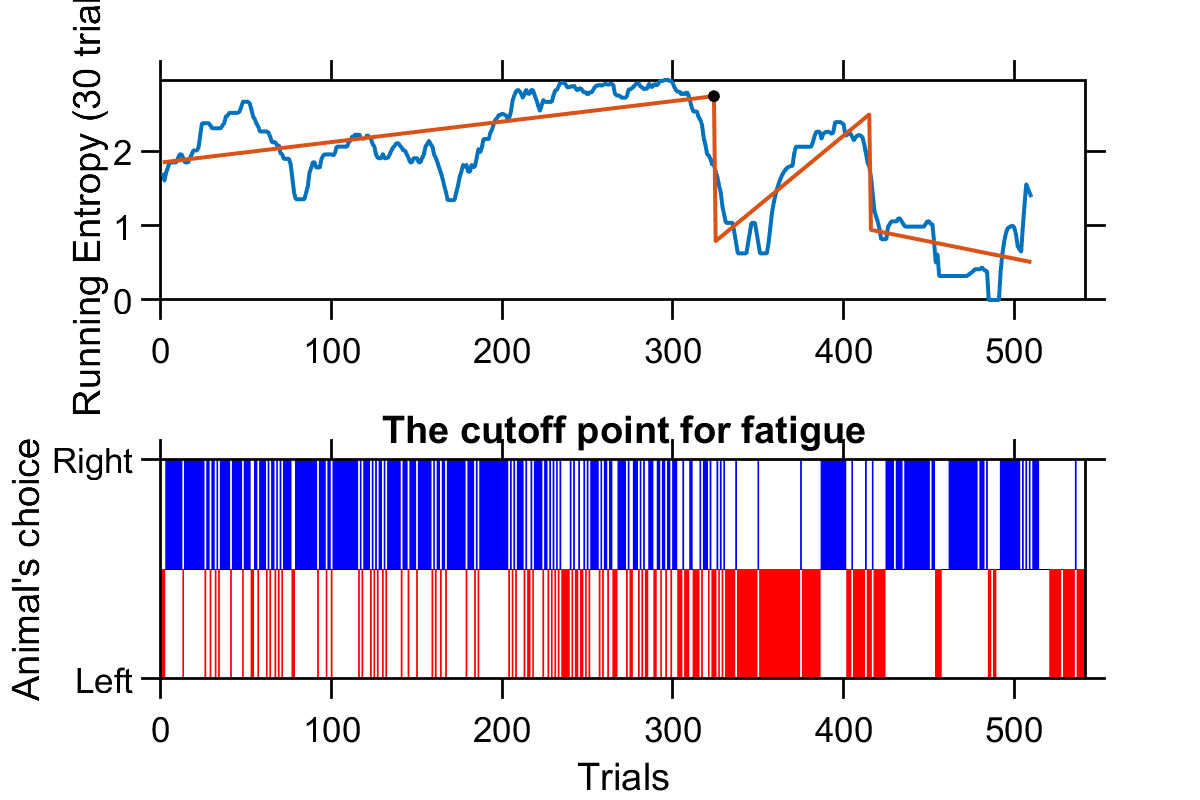 Running Entropy (30 trial
2
1
0
0 100 200 300 400 500
The cutoff point for fatigue
Animal's choice
Right
Left
0 100 200 300 400 500
Trials